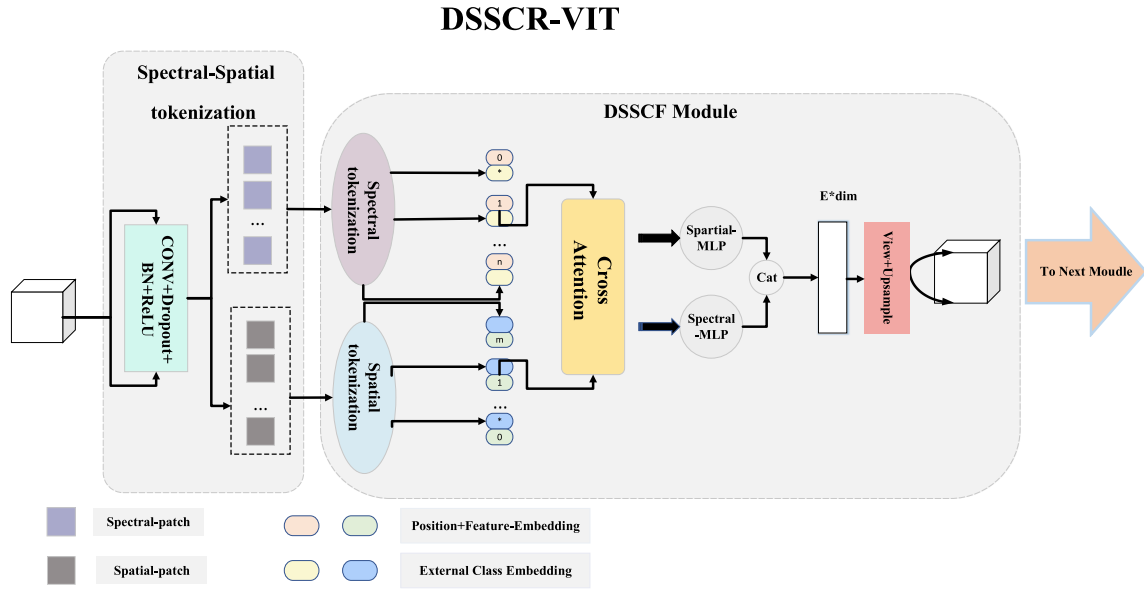 DSSCR-VIT
Spectral-Spatial
tokenization
CONV+Dropout+
BN+ReLU
...
...
DSSCF Module
Spectral
tokenization
Spatial
tokenization
0
*
1
...
n
m
1
...
*
0
Cross
Attention
Spartial-
MLP
Spectral
-MLP
Cat
E*dim
View+Upsample
To Next Moudle
Spectral-patch
Position+Feature-Embedding
Spatial-patch
External Class Embedding